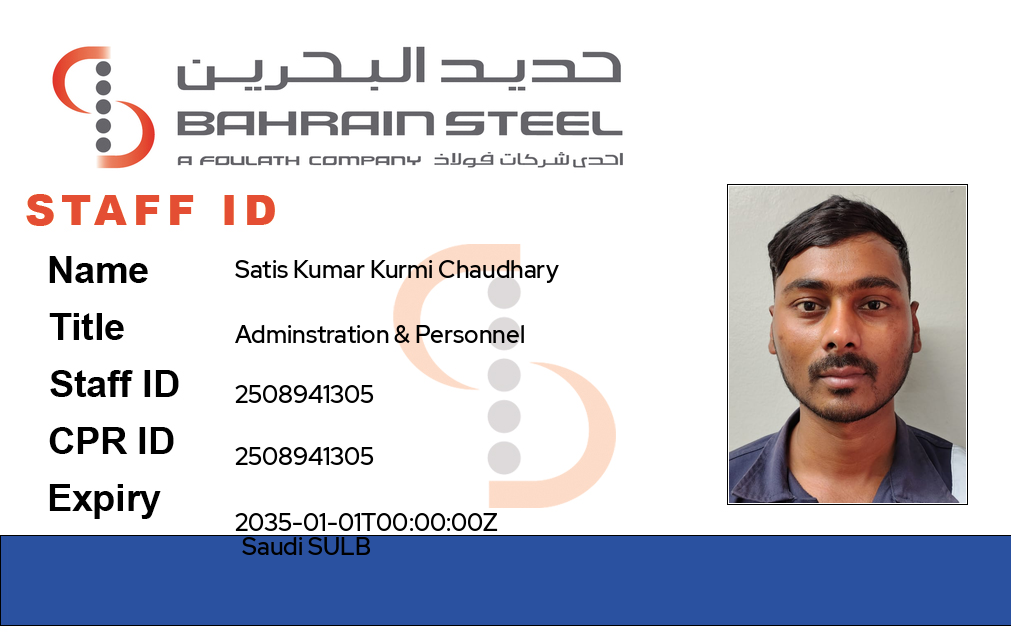 حديد البحرين
BAHRAIN STEEL
A FOULATH COMPANY احدى شركات فولاذ
STAFF ID
Name Satis Kumar Kurmi Chaudhary
Title Adminstration & Personnel
Staff ID 2508941305
CPR ID 2508941305
Expiry 2035-01-01T00:00:00Z
Saudi SULB